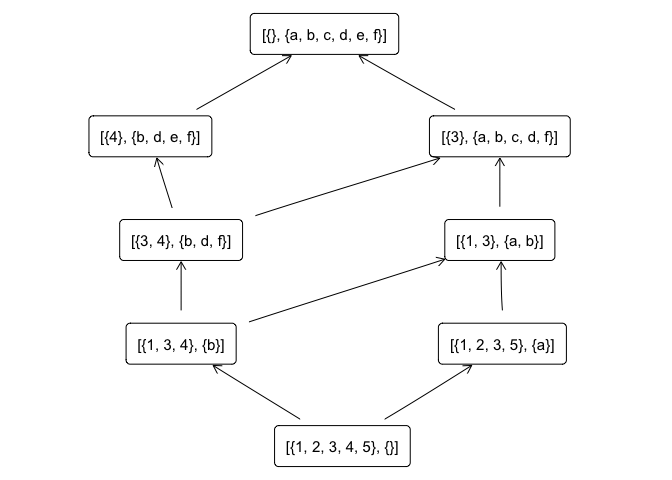 [{}, {a, b, c, d, e, f}]
[{4}, {b, d, e, f}]
[{3}, {a, b, c, d, f}]
[{3, 4}, {b, d, f}]
[{1, 3}, {a, b}]
[{1, 3, 4}, {b}]
[{1, 2, 3, 5}, {a}]
[{1, 2, 3, 4, 5}, {}]